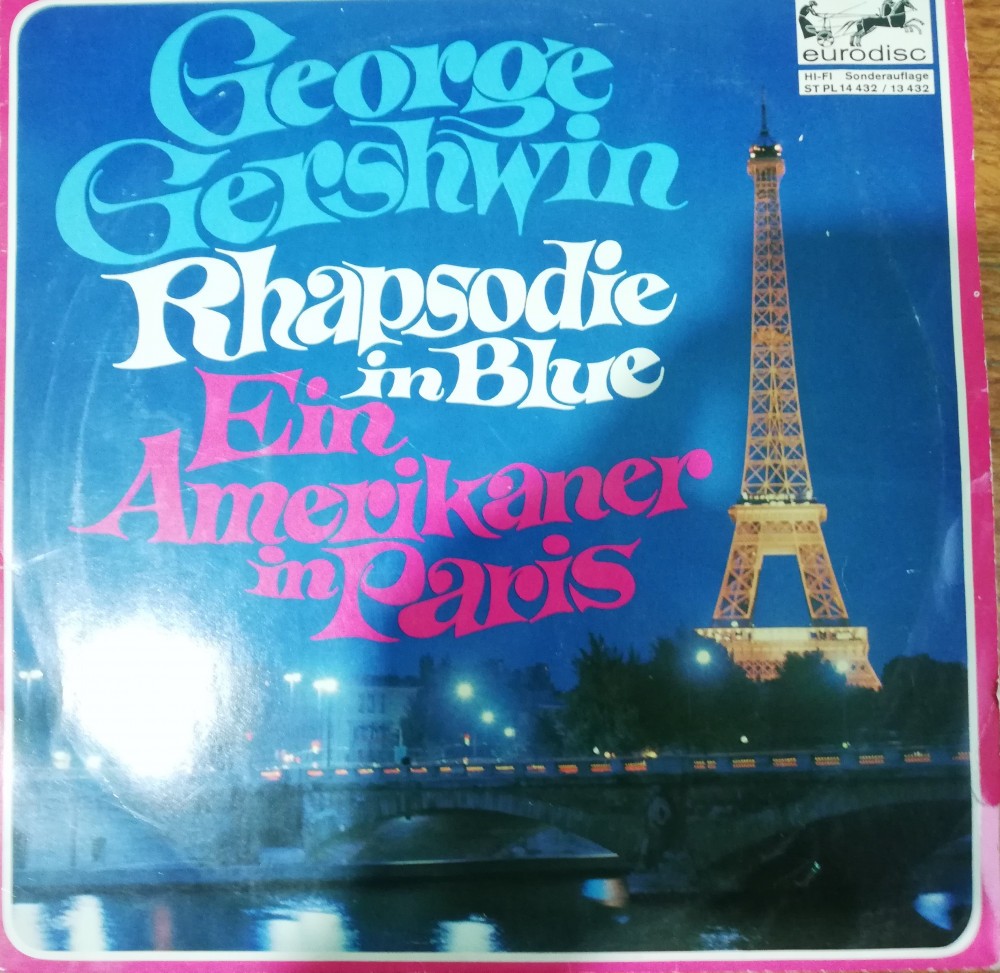 eurodisc
HI-FI Sonderauflage
ST PL 14 432 / 13 432
George
Gershwin
Rhapsodie
in Blue
Ein
Amerikaner
in Paris